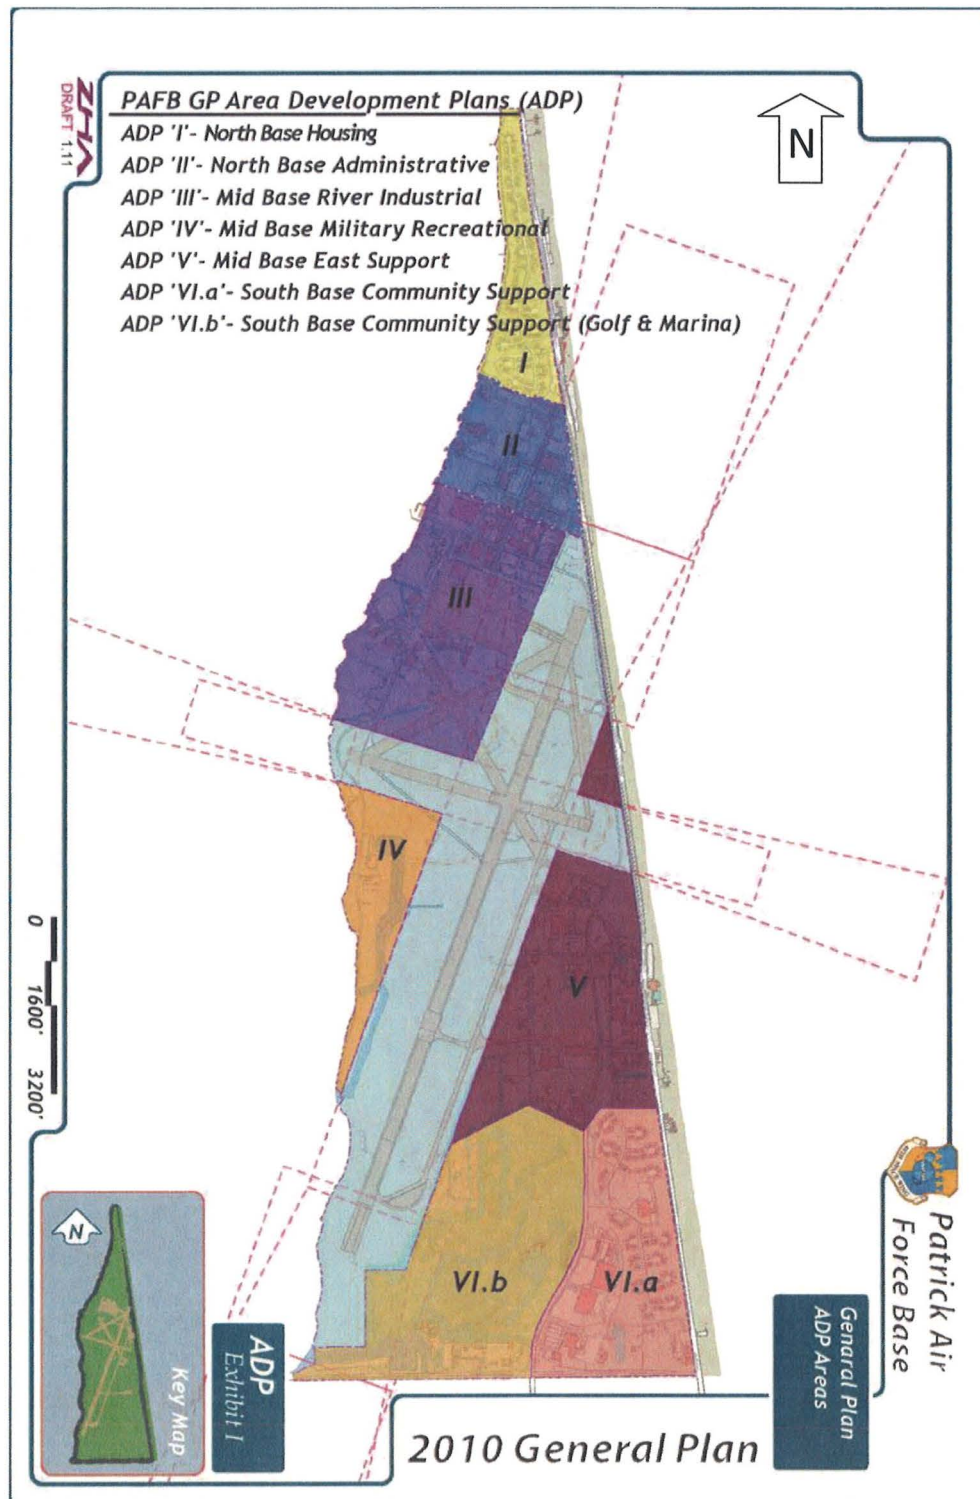 ZHA
DRAFT 1.11
PAFB GP Area Development Plans (ADP)
ADP 'I'- North Base Housing
ADP 'II'- North Base Administrative
ADP 'III'- Mid Base River Industrial
ADP 'IV'- Mid Base Military Recreational
ADP 'V'- Mid Base East Support
ADP 'VI.a'- South Base Community Support
ADP 'VI.b'- South Base Community Support (Golf & Marina)
N
I
II
III
IV
V
VI.b
VI.a
0 1600' 3200'
Patrick Air
Force Base
Genaral Plan
ADP Areas
N
Key Map
ADP
Exhibit I
2010 General Plan